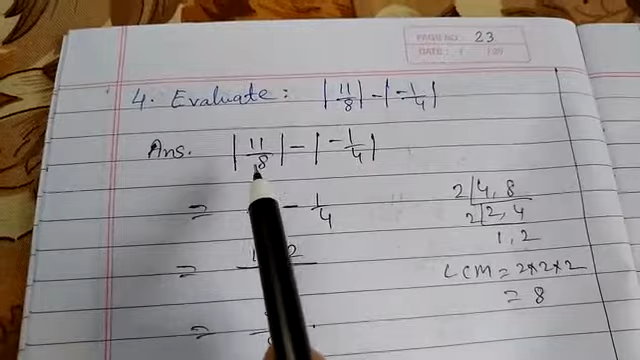 PAGE NO: 23
DATE: / /20
4. Evaluate: |11/8| - |-1/4|
Ans. |11/8| - |-1/4|
= - 1/4
=
=
2 | 4, 8
2 | 2, 4
1, 2
LCM = 2×2×2
= 8